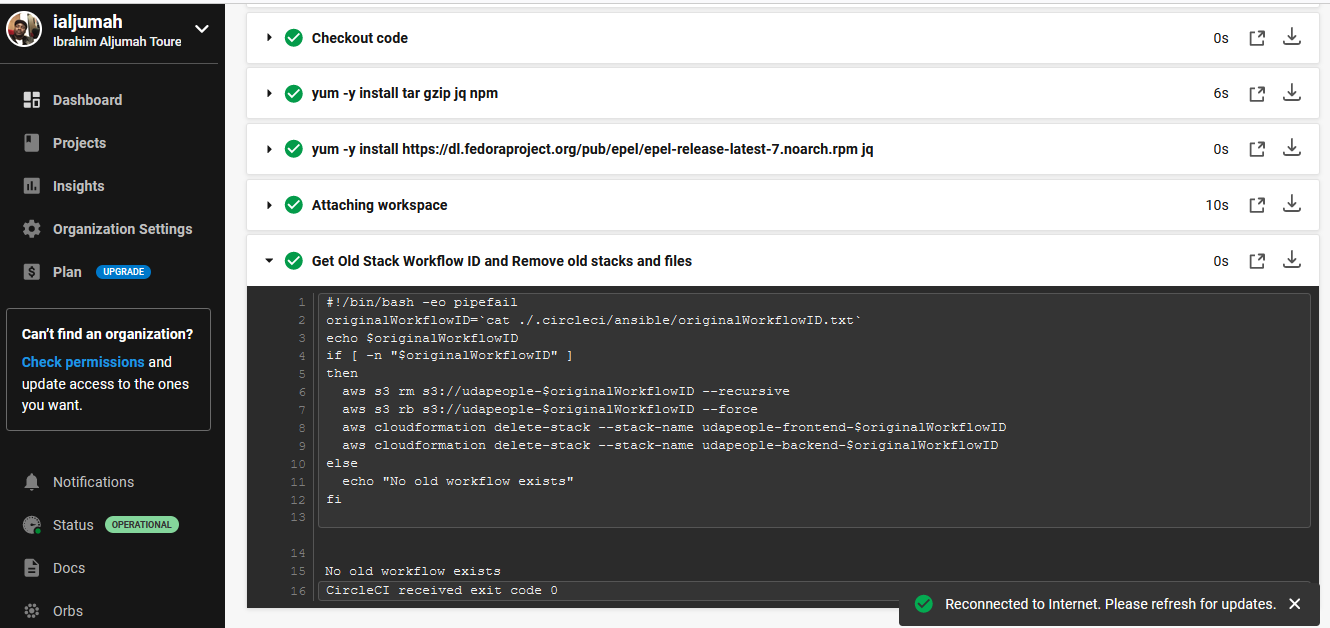 ialjumah
Ibrahim Aljumah Toure
Dashboard
Projects
Insights
Organization Settings
Plan UPGRADE
Can't find an organization?
Check permissions and
update access to the ones
you want.
Notifications
Status OPERATIONAL
Docs
Orbs
Checkout code 0s
yum -y install tar gzip jq npm 6s
yum -y install https://dl.fedoraproject.org/pub/epel/epel-release-latest-7.noarch.rpm jq 0s
Attaching workspace 10s
Get Old Stack Workflow ID and Remove old stacks and files 0s
1 #!/bin/bash -eo pipefail
2 originalWorkflowID=`cat ./.circleci/ansible/originalWorkflowID.txt`
3 echo $originalWorkflowID
4 if [ -n "$originalWorkflowID" ]
5 then
6   aws s3 rm s3://udapeople-$originalWorkflowID --recursive
7   aws s3 rb s3://udapeople-$originalWorkflowID --force
8   aws cloudformation delete-stack --stack-name udapeople-frontend-$originalWorkflowID
9   aws cloudformation delete-stack --stack-name udapeople-backend-$originalWorkflowID
10 else
11   echo "No old workflow exists"
12 fi
13
14
15 No old workflow exists
16 CircleCI received exit code 0
Reconnected to Internet. Please refresh for updates.